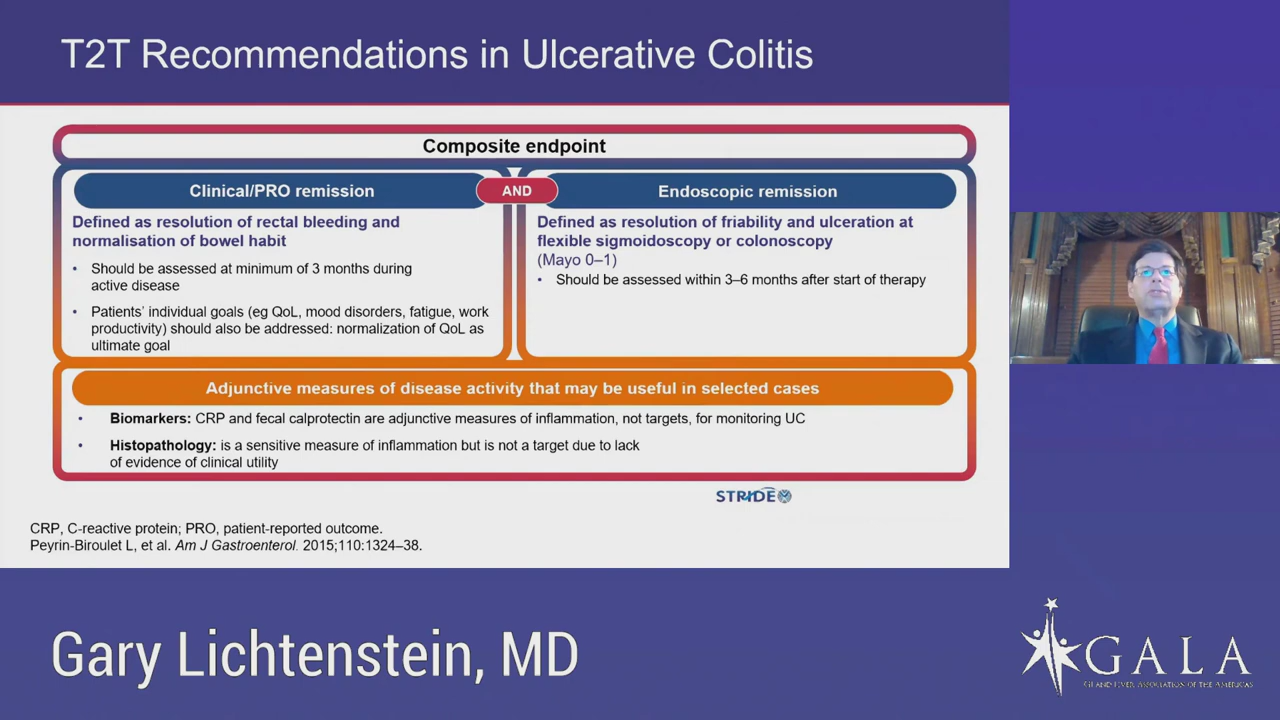 T2T Recommendations in Ulcerative Colitis
Composite endpoint
Clinical/PRO remission
AND
Endoscopic remission
Defined as resolution of rectal bleeding and
normalisation of bowel habit
• Should be assessed at minimum of 3 months during
active disease
• Patients' individual goals (eg QoL, mood disorders, fatigue, work
productivity) should also be addressed: normalization of QoL as
ultimate goal
Defined as resolution of friability and ulceration at
flexible sigmoidoscopy or colonoscopy
(Mayo 0–1)
• Should be assessed within 3–6 months after start of therapy
Adjunctive measures of disease activity that may be useful in selected cases
• Biomarkers: CRP and fecal calprotectin are adjunctive measures of inflammation, not targets, for monitoring UC
• Histopathology: is a sensitive measure of inflammation but is not a target due to lack
of evidence of clinical utility
STRIDE
CRP, C-reactive protein; PRO, patient-reported outcome.
Peyrin-Biroulet L, et al. Am J Gastroenterol. 2015;110:1324–38.
Gary Lichtenstein, MD
GALA
GI AND LIVER ASSOCIATION OF THE AMERICAS